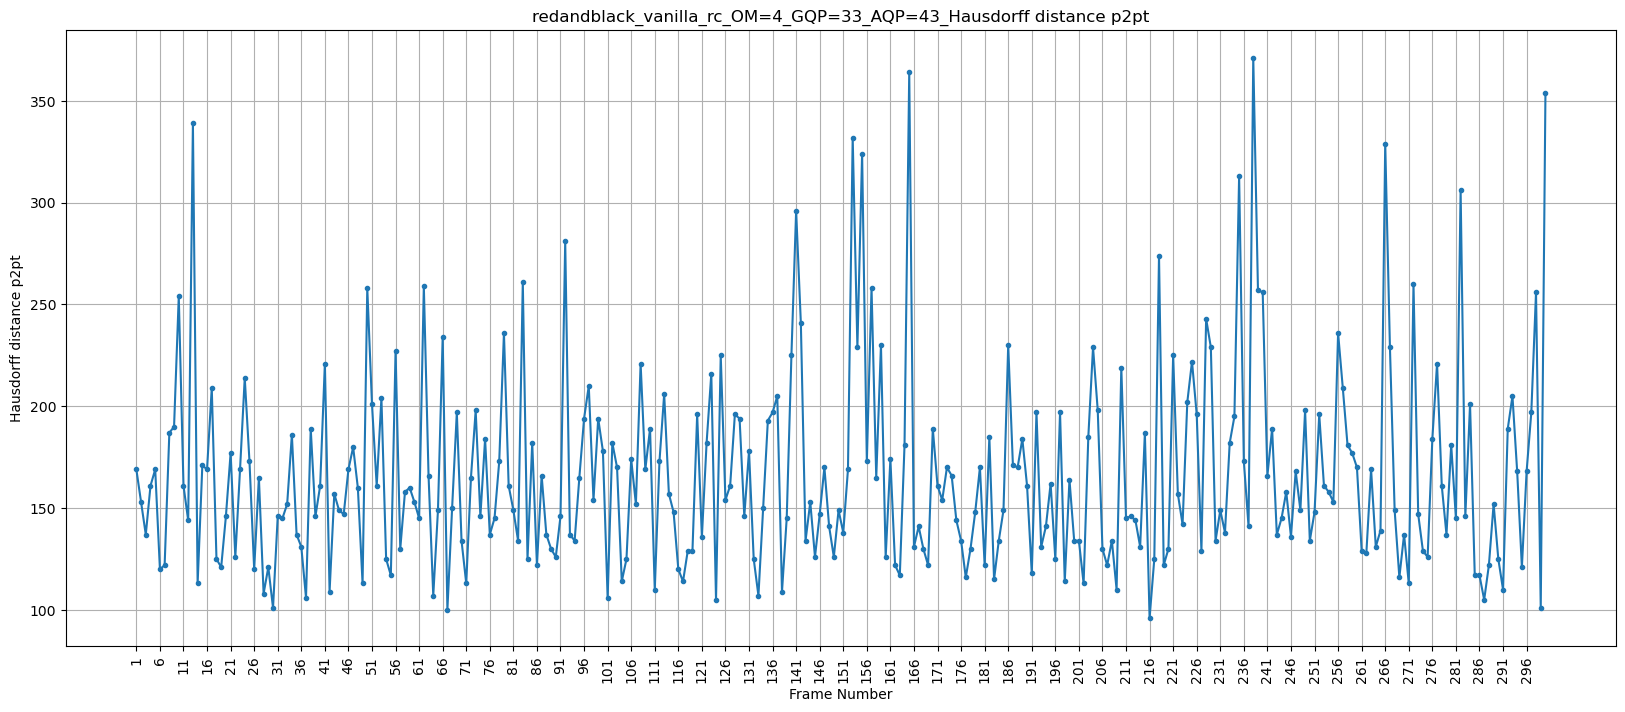 redandblack_vanilla_rc_OM=4_GQP=33_AQP=43_Hausdorff distance p2pt
Hausdorff distance p2pt
350
300
250
200
150
100
1 6 11 16 21 26 31 36 41 46 51 56 61 66 71 76 81 86 91 96 101 106 111 116 121 126 131 136 141 146 151 156 161 166 171 176 181 186 191 196 201 206 211 216 221 226 231 236 241 246 251 256 261 266 271 276 281 286 291 296
Frame Number